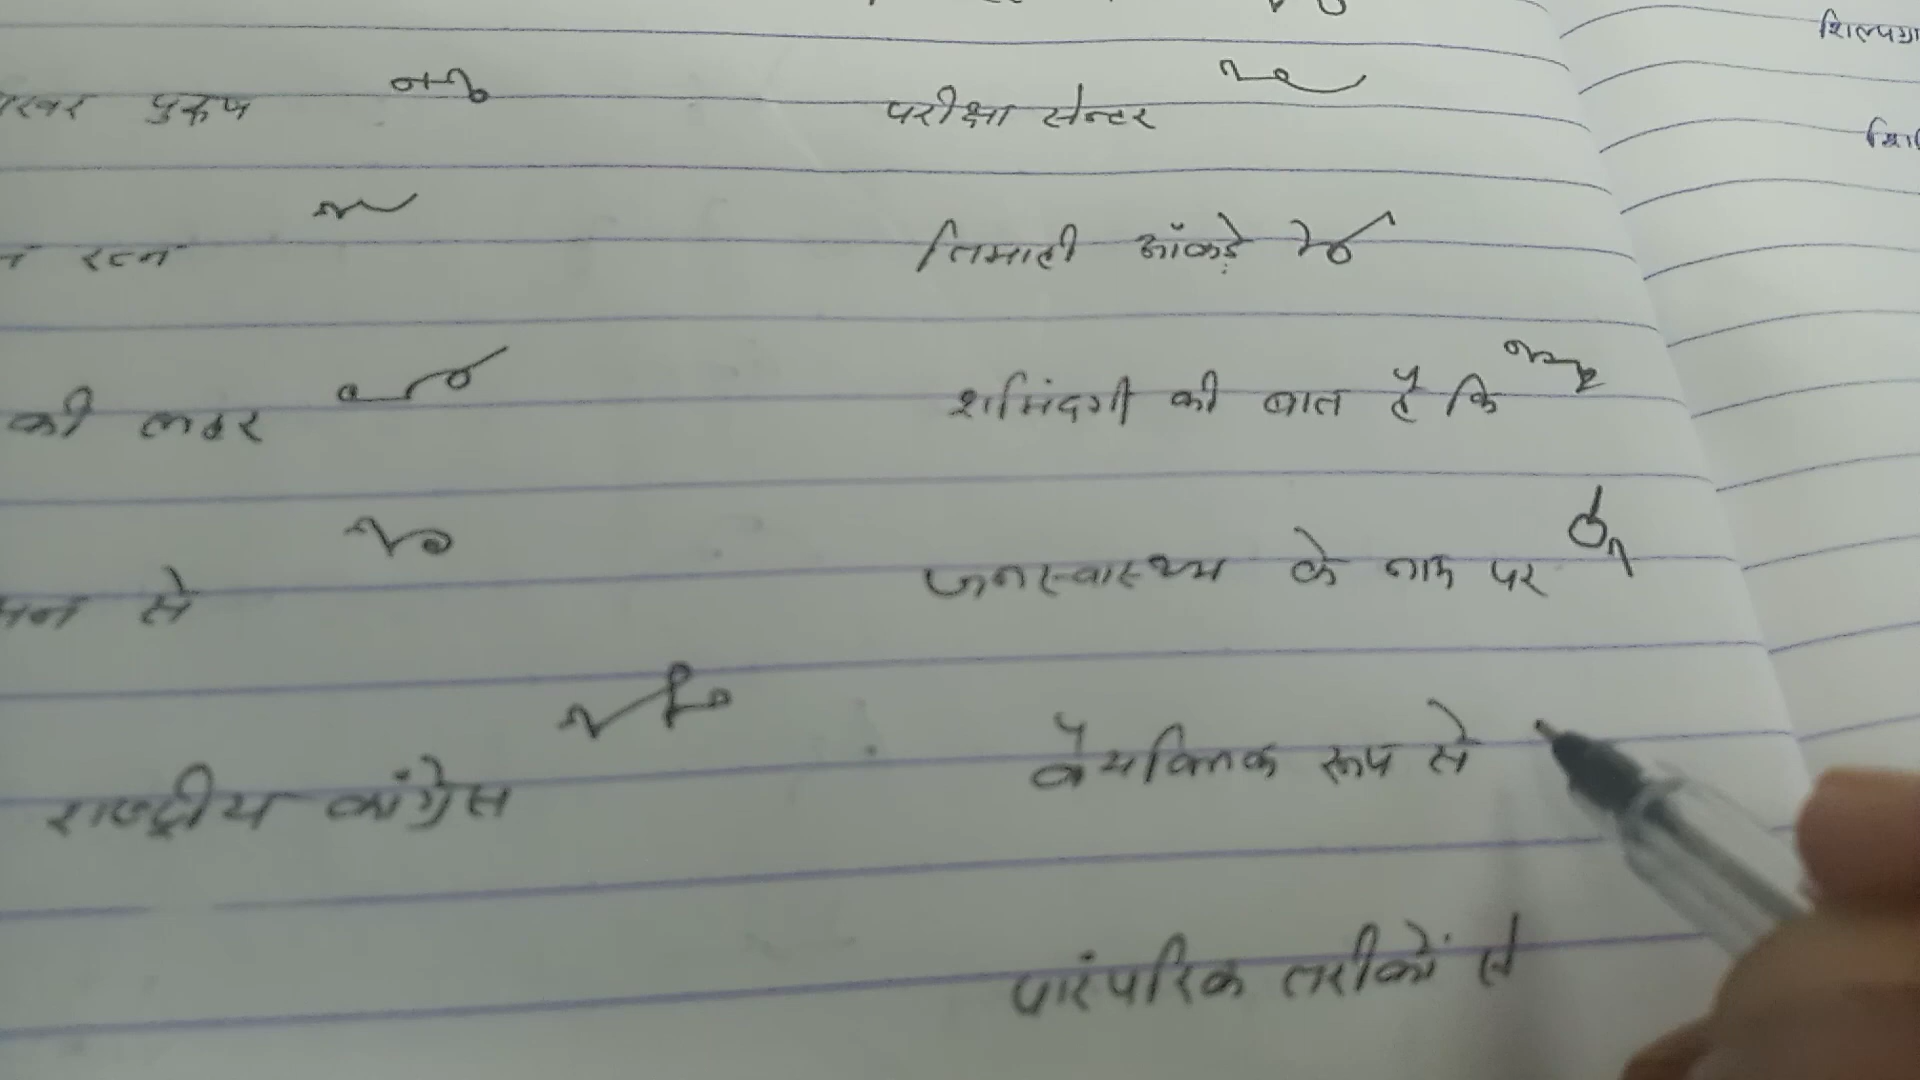 पुरूष
परीक्षा सेन्टर
रत्न
तिमाही आँकड़े
की लहर
शर्मिंदगी की बात है कि
से
जनस्वास्थ्य के नाम पर
राष्ट्रीय कांग्रेस
वैयक्तिक रूप से
पारंपरिक तरीकों से